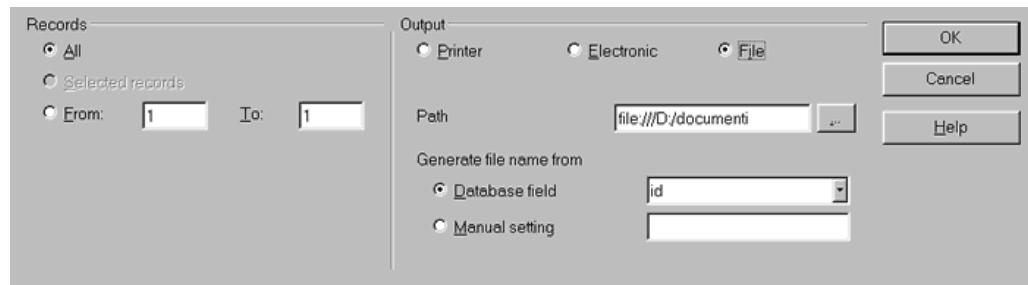 Records
All
Selected records
From: 1 To: 1
Output
Printer Electronic File
Path file:///D:/documenti ...
Generate file name from
Database field id
Manual setting
OK
Cancel
Help